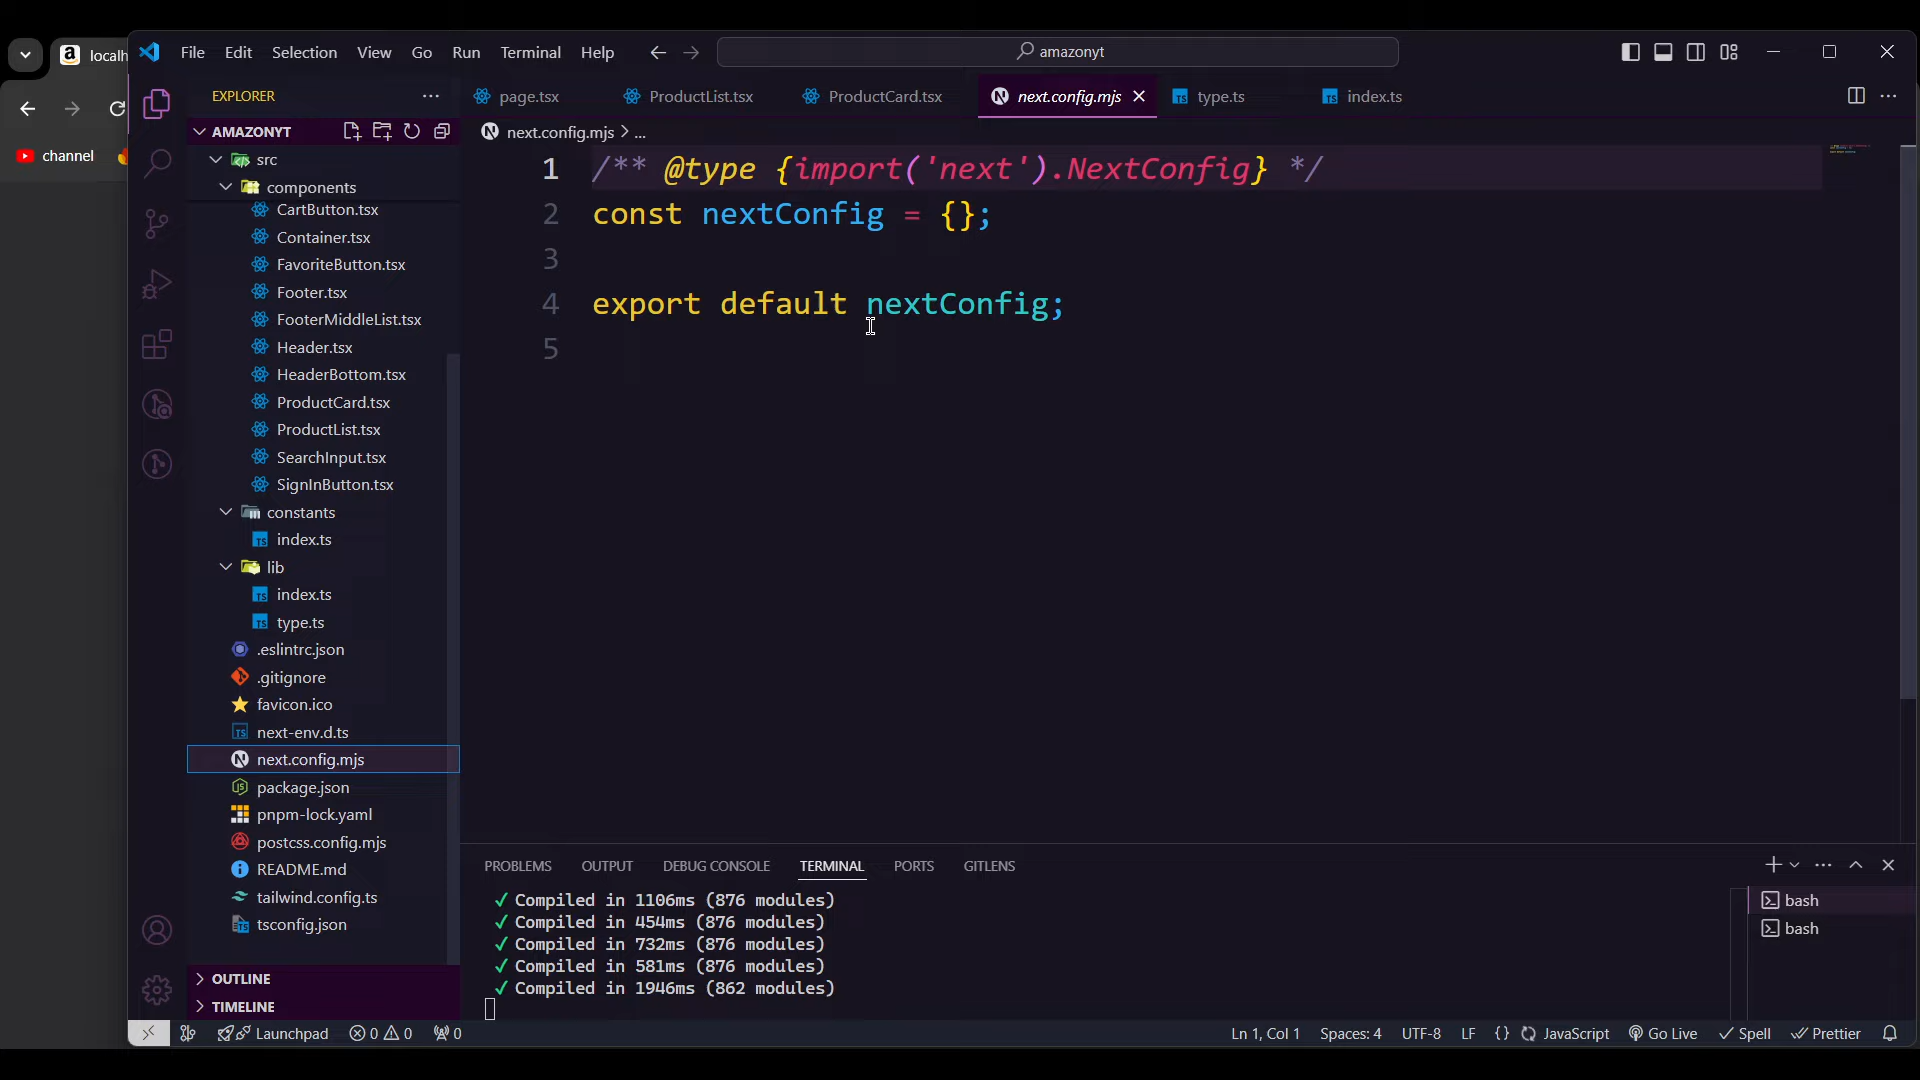 localh
File Edit Selection View Go Run Terminal Help
amazonyt
EXPLORER
page.tsx
ProductList.tsx
ProductCard.tsx
next.config.mjs
type.ts
index.ts
AMAZONYT
next.config.mjs > ...
channel
src
components
CartButton.tsx
Container.tsx
FavoriteButton.tsx
Footer.tsx
FooterMiddleList.tsx
Header.tsx
HeaderBottom.tsx
ProductCard.tsx
ProductList.tsx
SearchInput.tsx
SignInButton.tsx
constants
index.ts
lib
index.ts
type.ts
.eslintrc.json
.gitignore
favicon.ico
next-env.d.ts
next.config.mjs
package.json
pnpm-lock.yaml
postcss.config.mjs
README.md
tailwind.config.ts
tsconfig.json
OUTLINE
TIMELINE
1 /** @type {import('next').NextConfig} */
2 const nextConfig = {};
3
4 export default nextConfig;
5
PROBLEMS OUTPUT DEBUG CONSOLE TERMINAL PORTS GITLENS
✓ Compiled in 1106ms (876 modules)
✓ Compiled in 454ms (876 modules)
✓ Compiled in 732ms (876 modules)
✓ Compiled in 581ms (876 modules)
✓ Compiled in 1946ms (862 modules)
bash
bash
Launchpad 0 0 0 Ln 1, Col 1 Spaces: 4 UTF-8 LF {} JavaScript Go Live Spell Prettier